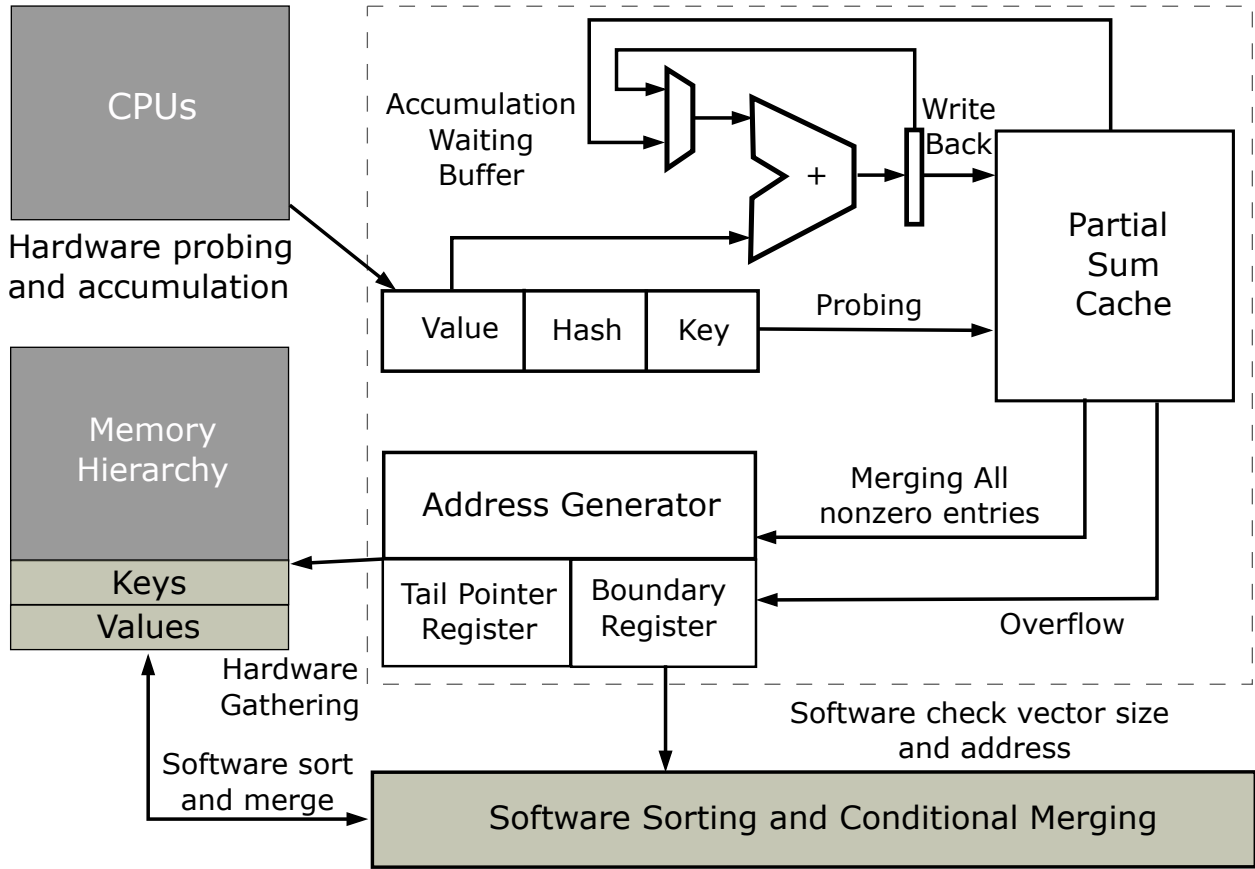 CPUs
Hardware probing
and accumulation
Accumulation
Waiting
Buffer
+
Write
Back
Partial
Sum
Cache
Value
Hash
Key
Probing
Memory
Hierarchy
Keys
Values
Address Generator
Tail Pointer
Register
Boundary
Register
Merging All
nonzero entries
Overflow
Hardware
Gathering
Software check vector size
and address
Software sort
and merge
Software Sorting and Conditional Merging